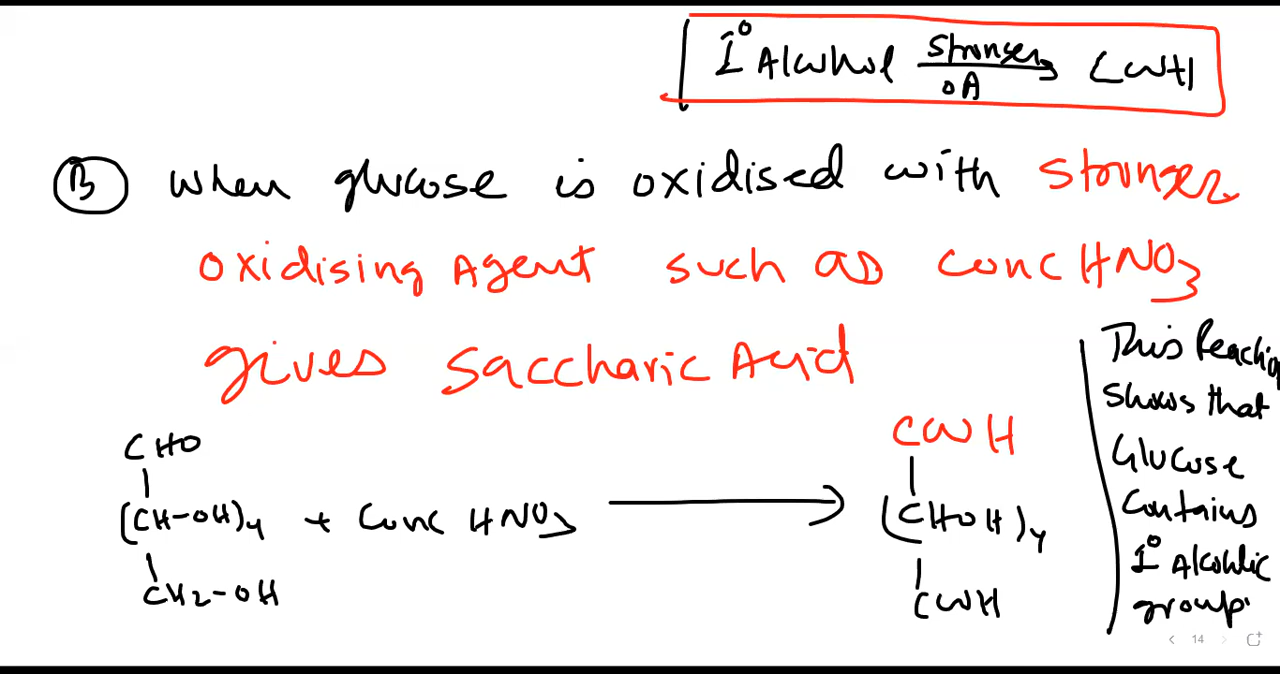 1° Alcohol stronger OA COOH
B When glucose is oxidised with stronger
oxidising Agent such as conc HNO3
gives Saccharic Acid
This Reaction
shows that
Glucose
contains
1° Alcoholic
group
CHO
(CH-OH)4 + Conc HNO3
CH2-OH
COOH
(CHOH)4
COOH
14